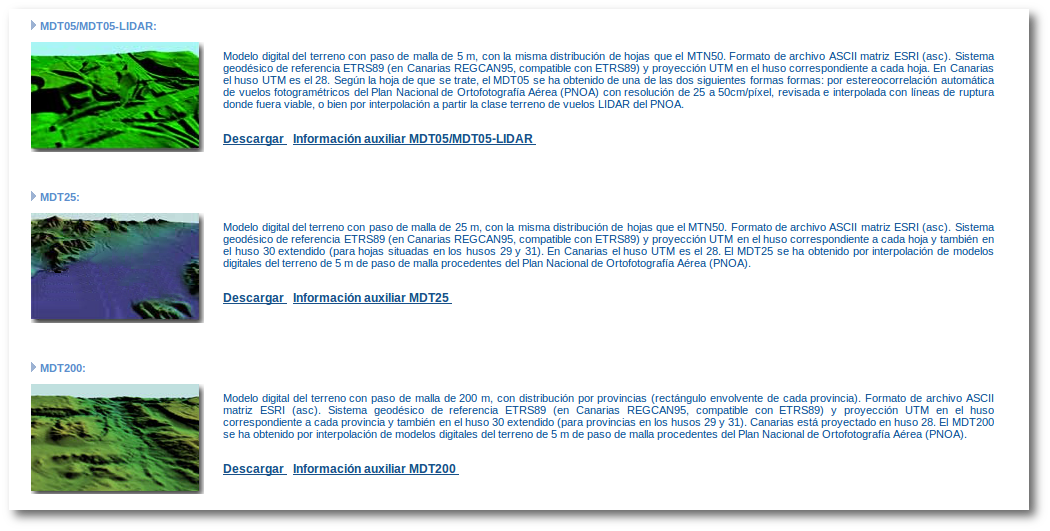 MDT05/MDT05-LIDAR:
Modelo digital del terreno con paso de malla de 5 m, con la misma distribución de hojas que el MTN50. Formato de archivo ASCII matriz ESRI (asc). Sistema
geodésico de referencia ETRS89 (en Canarias REGCAN95, compatible con ETRS89) y proyección UTM en el huso correspondiente a cada hoja. En Canarias
el huso UTM es el 28. Según la hoja de que se trate, el MDT05 se ha obtenido de una de las dos siguientes formas formas: por estereocorrelación automática
de vuelos fotogramétricos del Plan Nacional de Ortofotografía Aérea (PNOA) con resolución de 25 a 50cm/píxel, revisada e interpolada con líneas de ruptura
donde fuera viable, o bien por interpolación a partir la clase terreno de vuelos LIDAR del PNOA.
Descargar Información auxiliar MDT05/MDT05-LIDAR
MDT25:
Modelo digital del terreno con paso de malla de 25 m, con la misma distribución de hojas que el MTN50. Formato de archivo ASCII matriz ESRI (asc). Sistema
geodésico de referencia ETRS89 (en Canarias REGCAN95, compatible con ETRS89) y proyección UTM en el huso correspondiente a cada hoja y también en
el huso 30 extendido (para hojas situadas en los husos 29 y 31). En Canarias el huso UTM es el 28. El MDT25 se ha obtenido por interpolación de modelos
digitales del terreno de 5 m de paso de malla procedentes del Plan Nacional de Ortofotografía Aérea (PNOA).
Descargar Información auxiliar MDT25
MDT200:
Modelo digital del terreno con paso de malla de 200 m, con distribución por provincias (rectángulo envolvente de cada provincia). Formato de archivo ASCII
matriz ESRI (asc). Sistema geodésico de referencia ETRS89 (en Canarias REGCAN95, compatible con ETRS89) y proyección UTM en el huso
correspondiente a cada provincia y también en el huso 30 extendido (para provincias en los husos 29 y 31). Canarias está proyectado en huso 28. El MDT200
se ha obtenido por interpolación de modelos digitales del terreno de 5 m de paso de malla procedentes del Plan Nacional de Ortofotografía Aérea (PNOA).
Descargar Información auxiliar MDT200